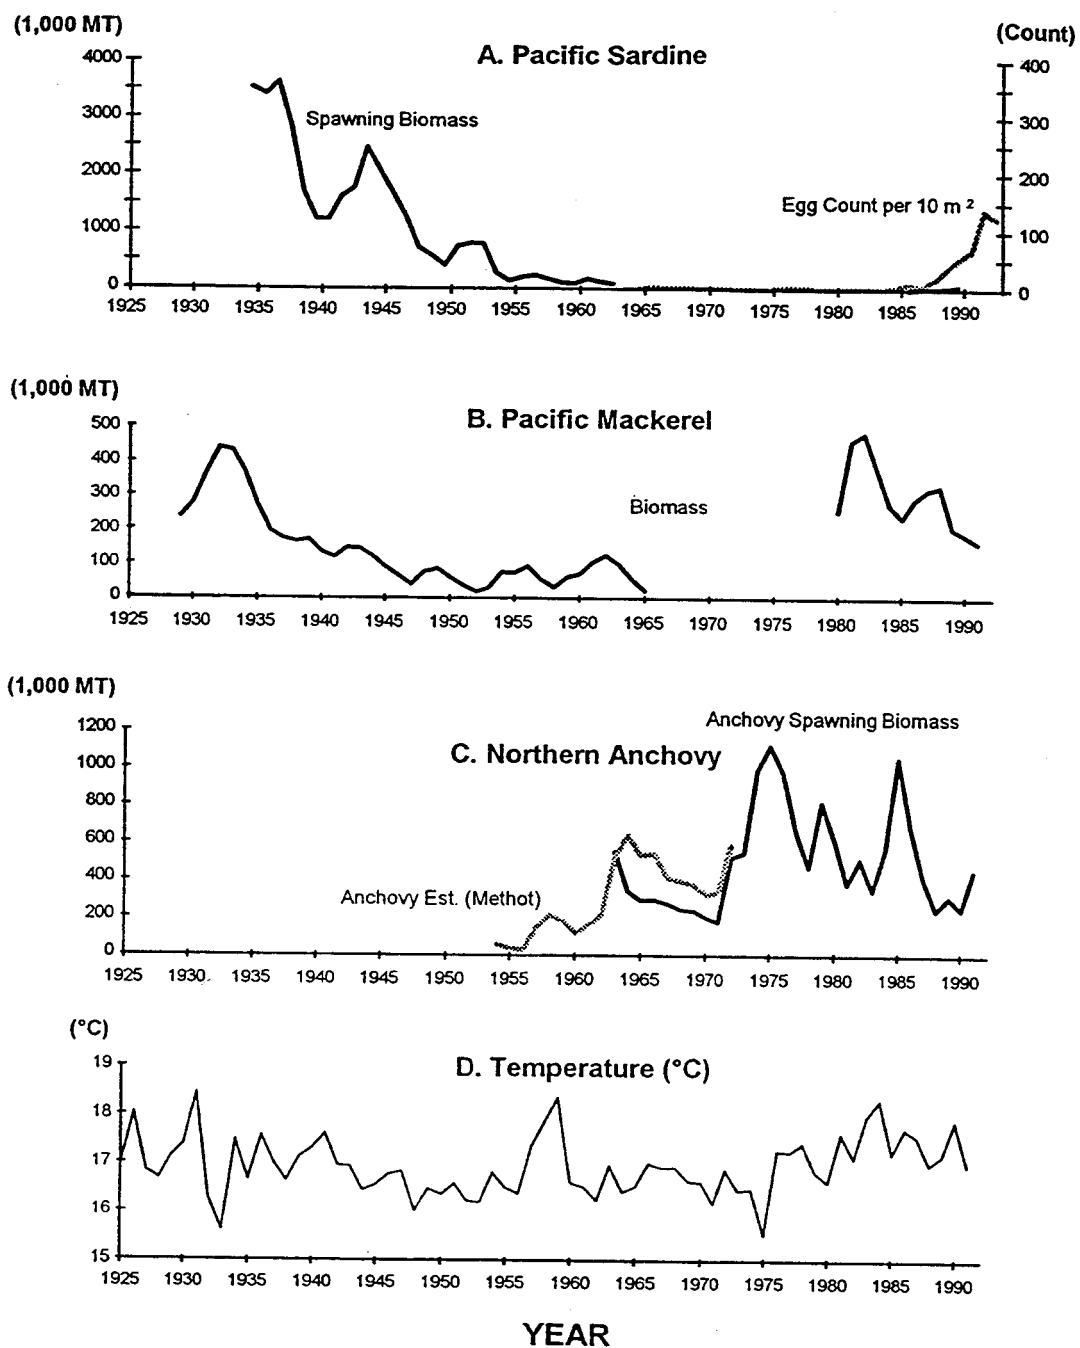 (1,000 MT)
(Count)
A. Pacific Sardine
4000
3000
2000
1000
0
400
300
200
100
0
Spawning Biomass
Egg Count per 10 m ²
1925 1930 1935 1940 1945 1950 1955 1960 1965 1970 1975 1980 1985 1990
(1,000 MT)
B. Pacific Mackerel
500
400
300
200
100
0
Biomass
1925 1930 1935 1940 1945 1950 1955 1960 1965 1970 1975 1980 1985 1990
(1,000 MT)
Anchovy Spawning Biomass
C. Northern Anchovy
1200
1000
800
600
400
200
0
Anchovy Est. (Methot)
1925 1930 1935 1940 1945 1950 1955 1960 1965 1970 1975 1980 1985 1990
(°C)
D. Temperature (°C)
19
18
17
16
15
1925 1930 1935 1940 1945 1950 1955 1960 1965 1970 1975 1980 1985 1990
YEAR